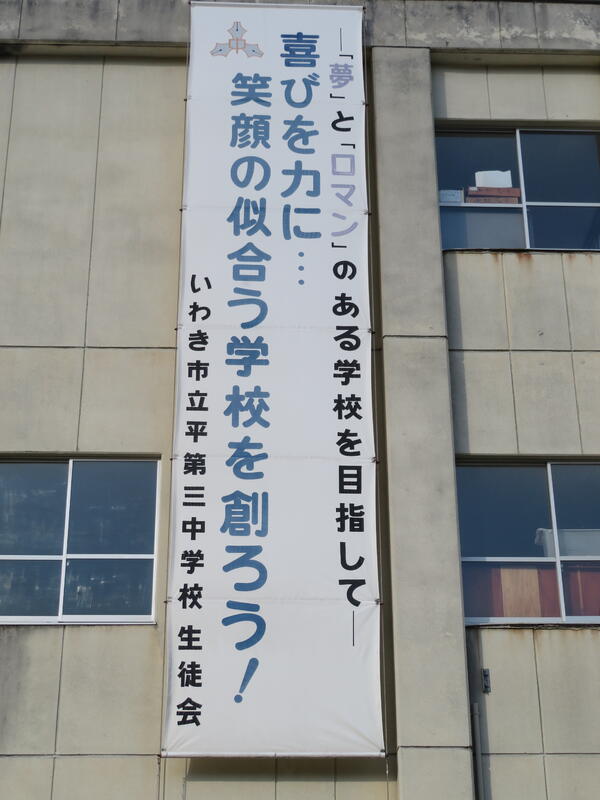 ―「夢」と「ロマン」のある学校を目指して―
喜びを力に…
笑顔の似合う学校を創ろう!
いわき市立平第三中学校 生徒会